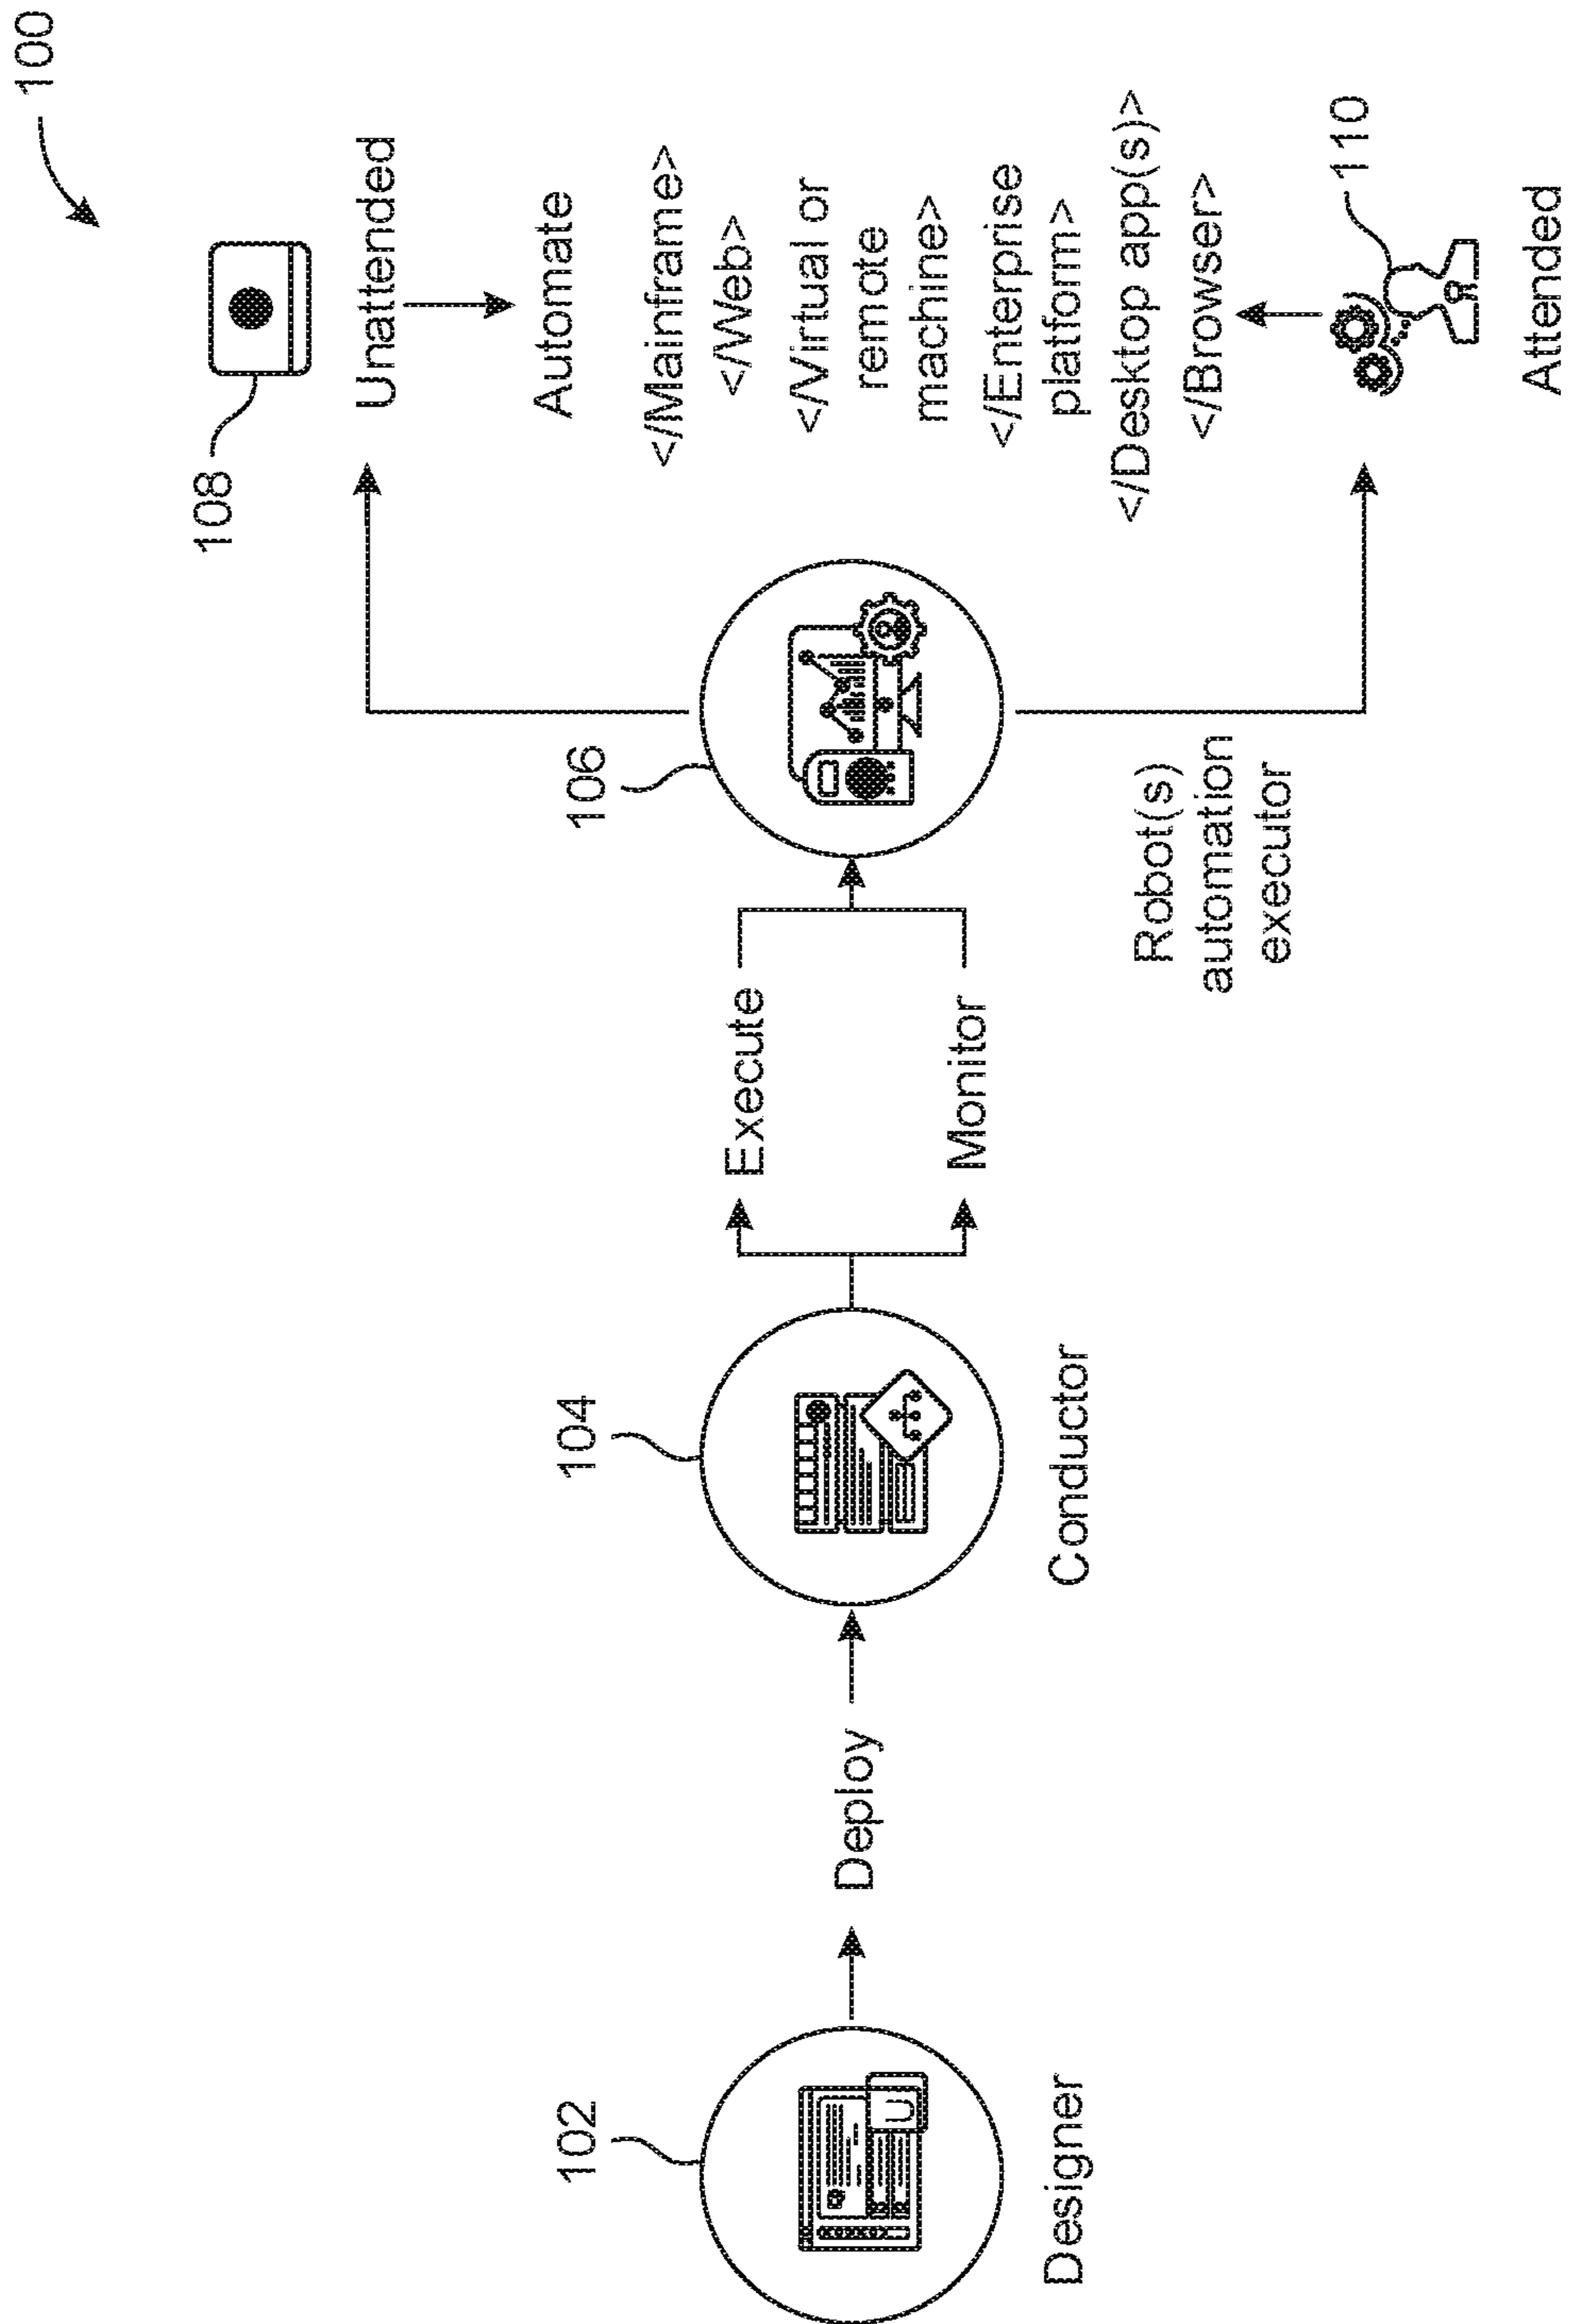 100
108
Unattended
Automate
</Mainframe>
</Web>
</Virtual or
remote
machine>
</Enterprise
platform>
</Desktop app(s)>
</Browser>
110
Attended
106
Robot(s)
automation
executor
Execute
Monitor
104
Conductor
Deploy
102
U
Designer